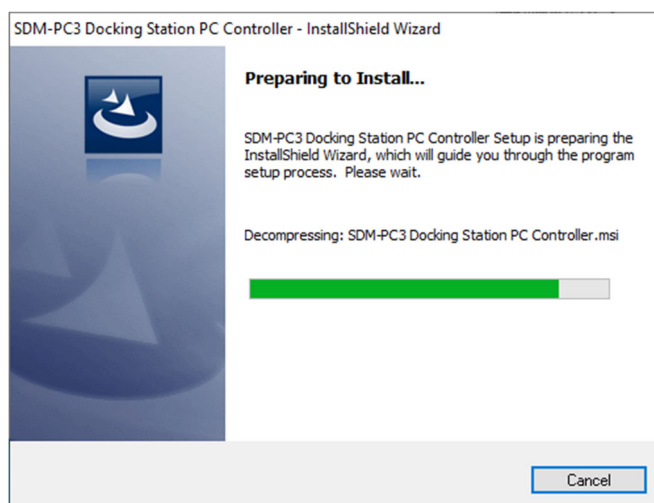 SDM-PC3 Docking Station PC Controller - InstallShield Wizard
Preparing to Install...
SDM-PC3 Docking Station PC Controller Setup is preparing the
InstallShield Wizard, which will guide you through the program
setup process. Please wait.
Decompressing: SDM-PC3 Docking Station PC Controller.msi
Cancel